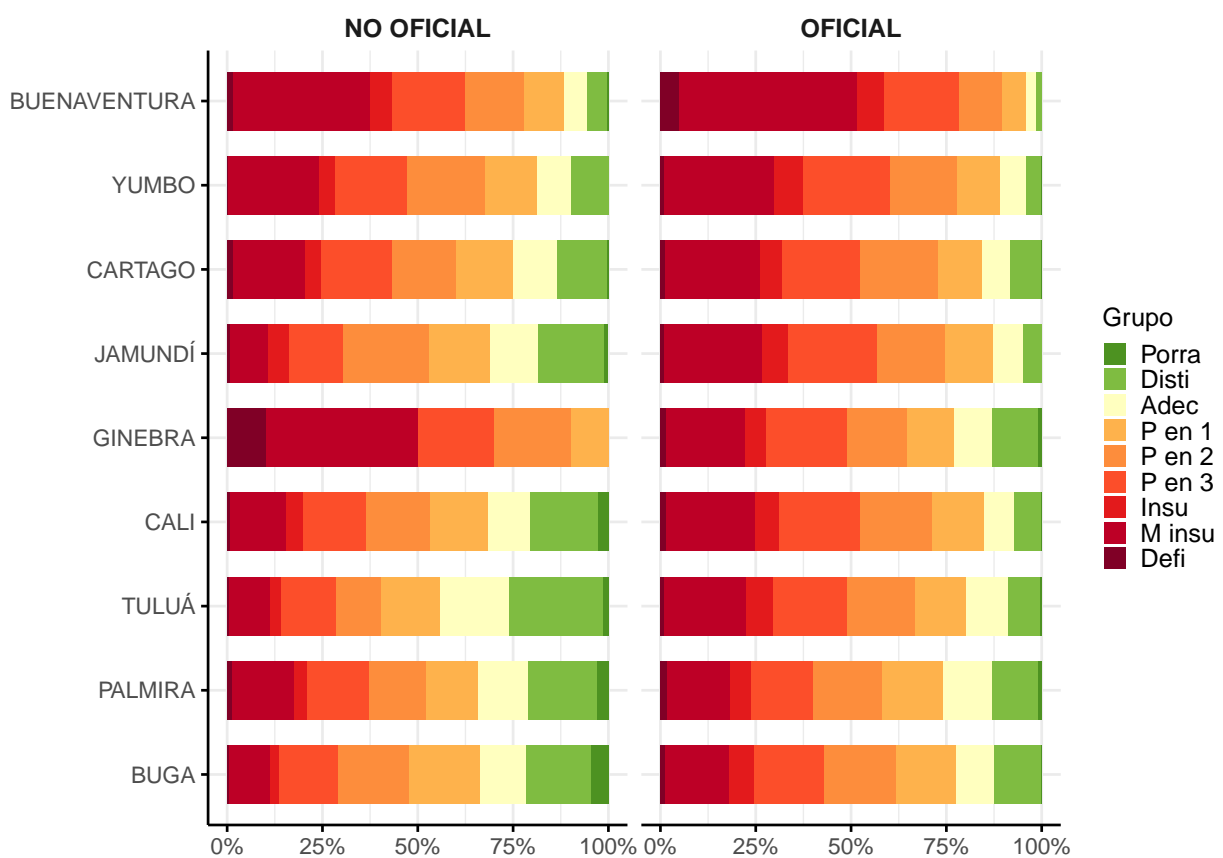 NO OFICIAL
OFICIAL
BUENAVENTURA
YUMBO
CARTAGO
JAMUNDÍ
GINEBRA
CALI
TULUÁ
PALMIRA
BUGA
0% 25% 50% 75% 100%
0% 25% 50% 75% 100%
Grupo
Porra
Disti
Adec
P en 1
P en 2
P en 3
Insu
M insu
Defi